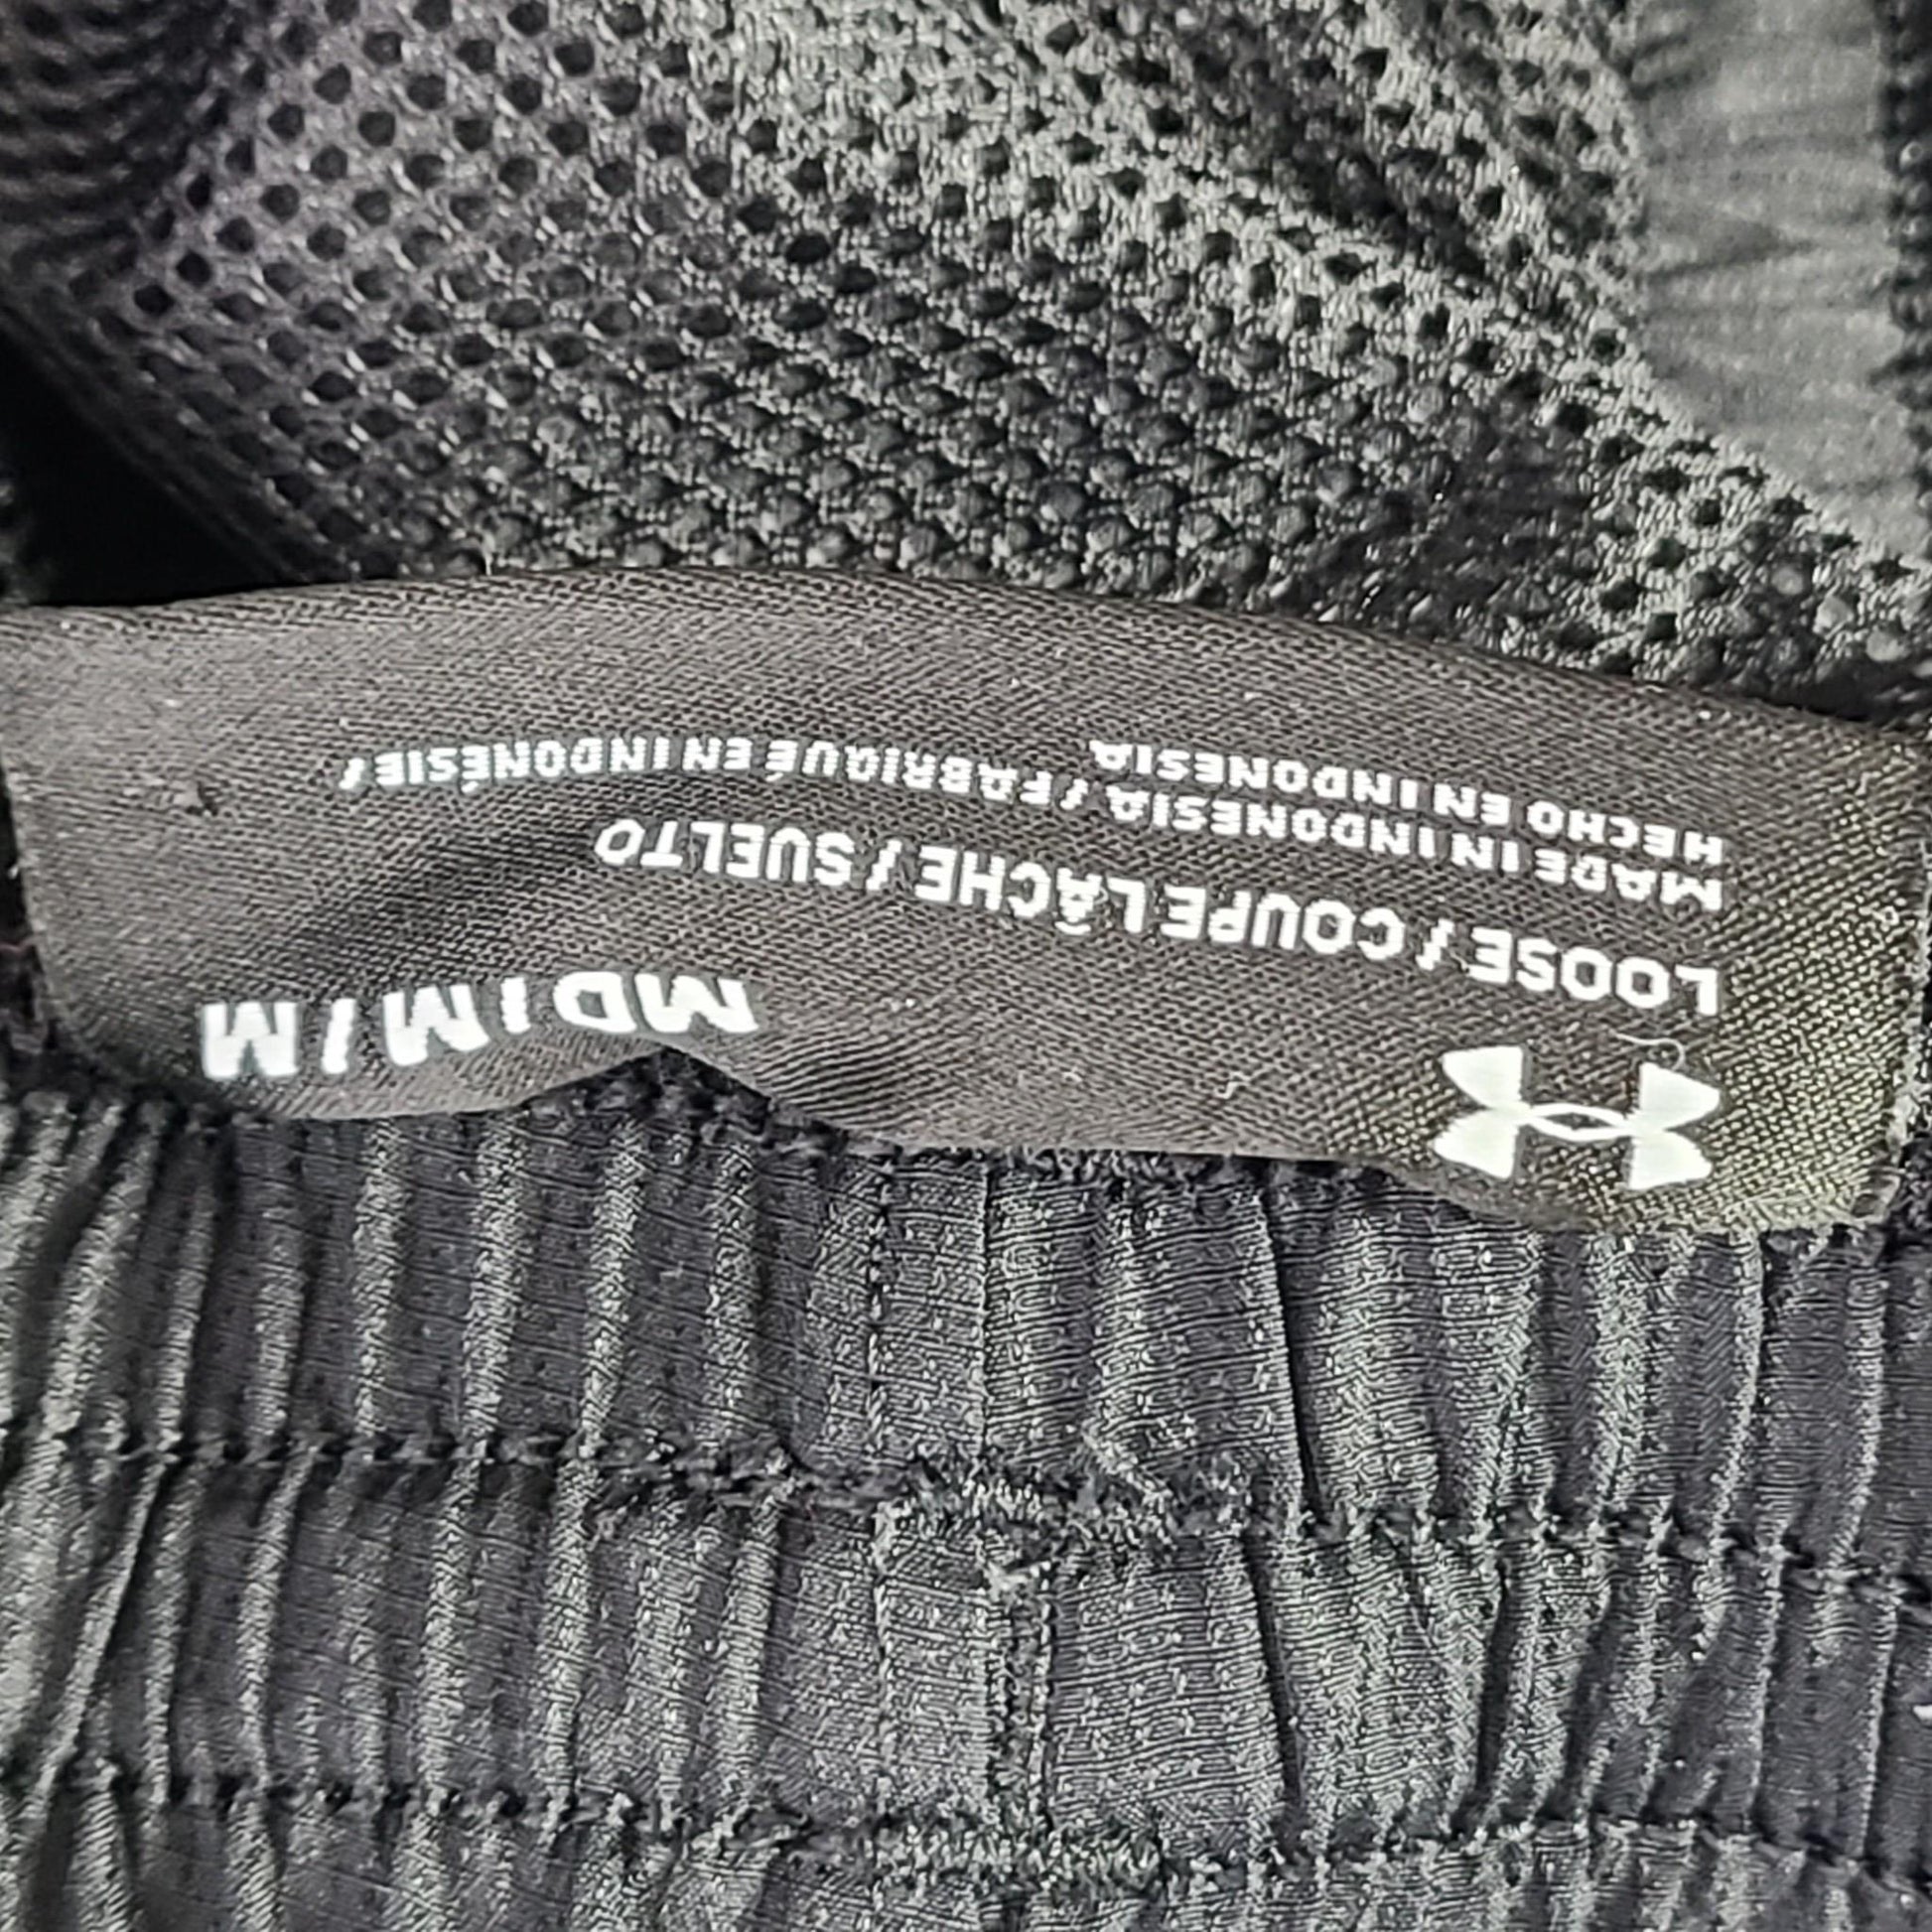 MD / M / M
LOOSE / COUPE LÂCHE / SUELTO
MADE IN INDONESIA / FABRIQUÉ EN INDONÉSIE /
HECHO EN INDONESIA